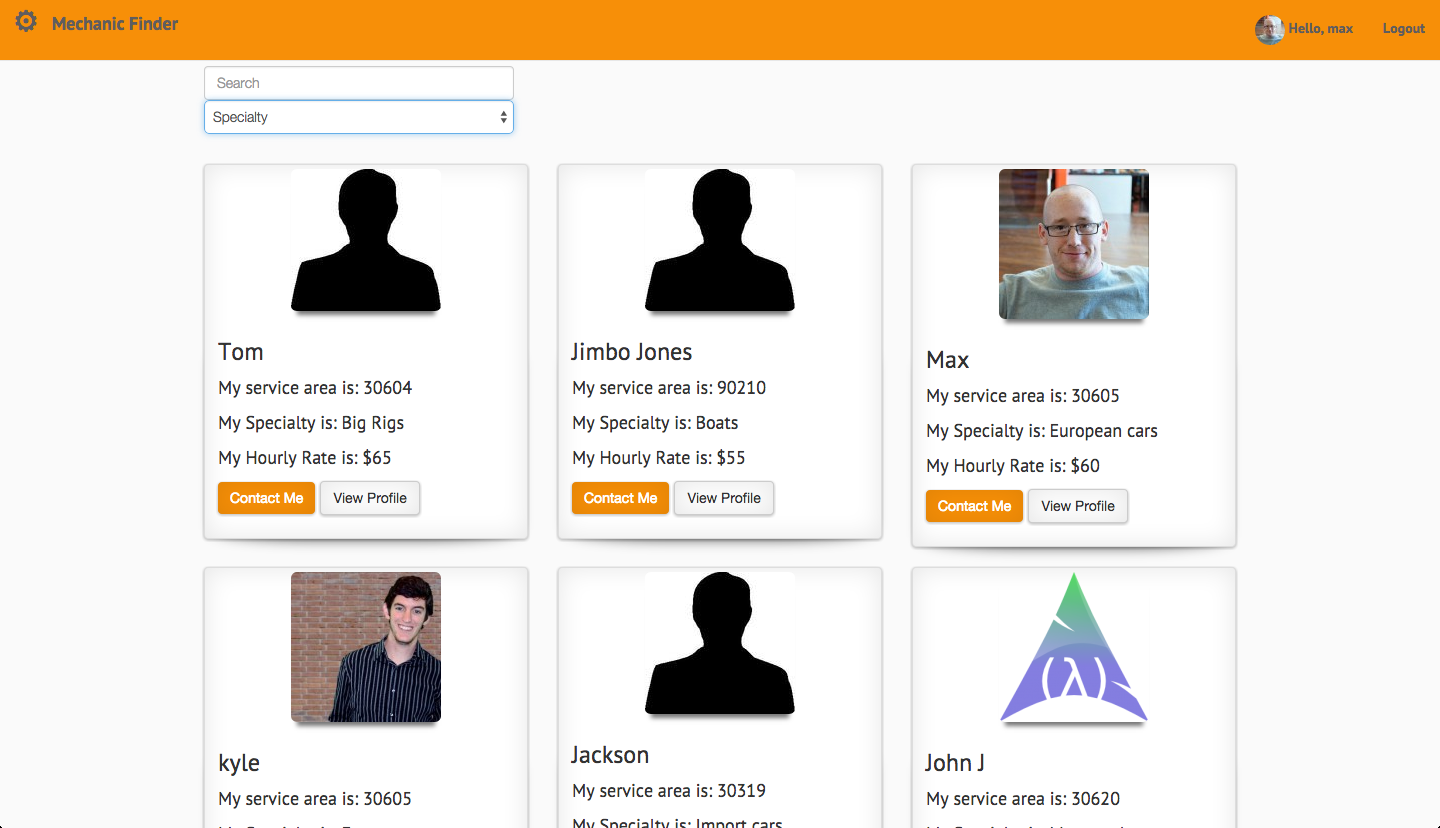 Mechanic Finder
Hello, max
Logout
Search
Specialty
Tom
My service area is: 30604
My Specialty is: Big Rigs
My Hourly Rate is: $65
Contact Me
View Profile
Jimbo Jones
My service area is: 90210
My Specialty is: Boats
My Hourly Rate is: $55
Contact Me
View Profile
Max
My service area is: 30605
My Specialty is: European cars
My Hourly Rate is: $60
Contact Me
View Profile
kyle
My service area is: 30605
Jackson
My service area is: 30319
My Specialty is: Import cars
John J
My service area is: 30620
(λ)